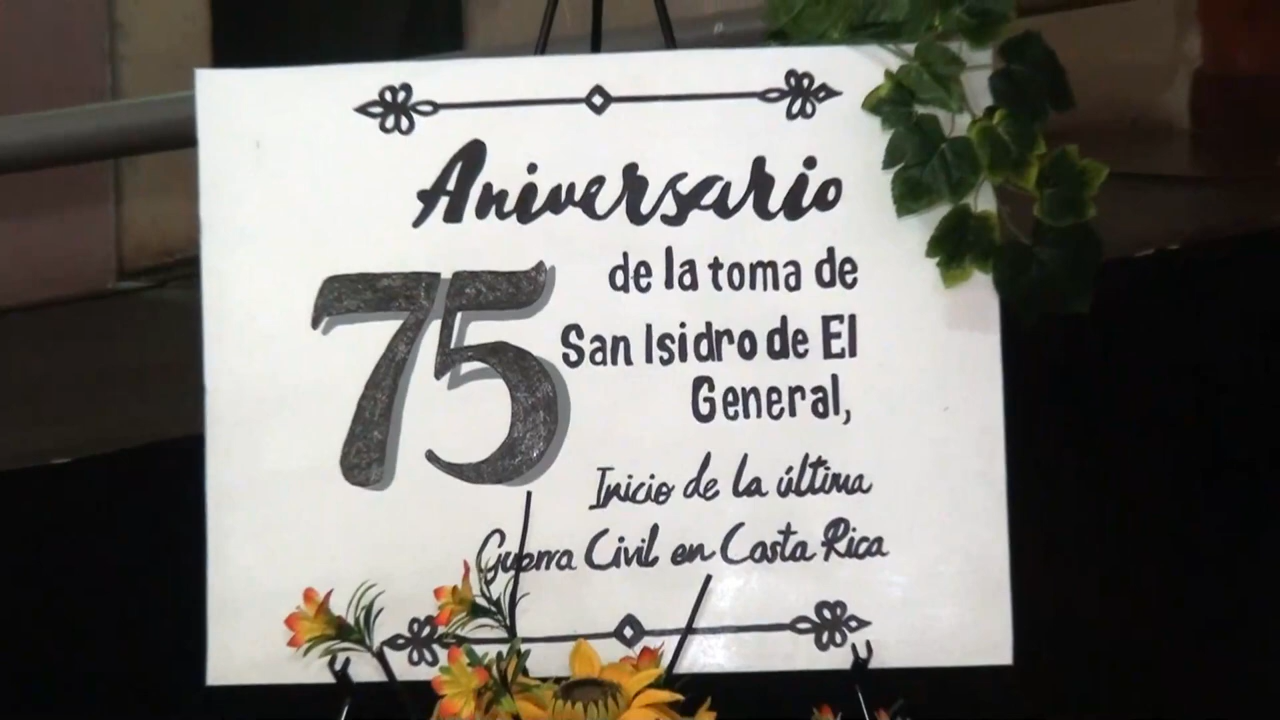 Aniversario
75
de la toma de
San Isidro de El
General,
Inicio de la última
Guerra Civil en Costa Rica